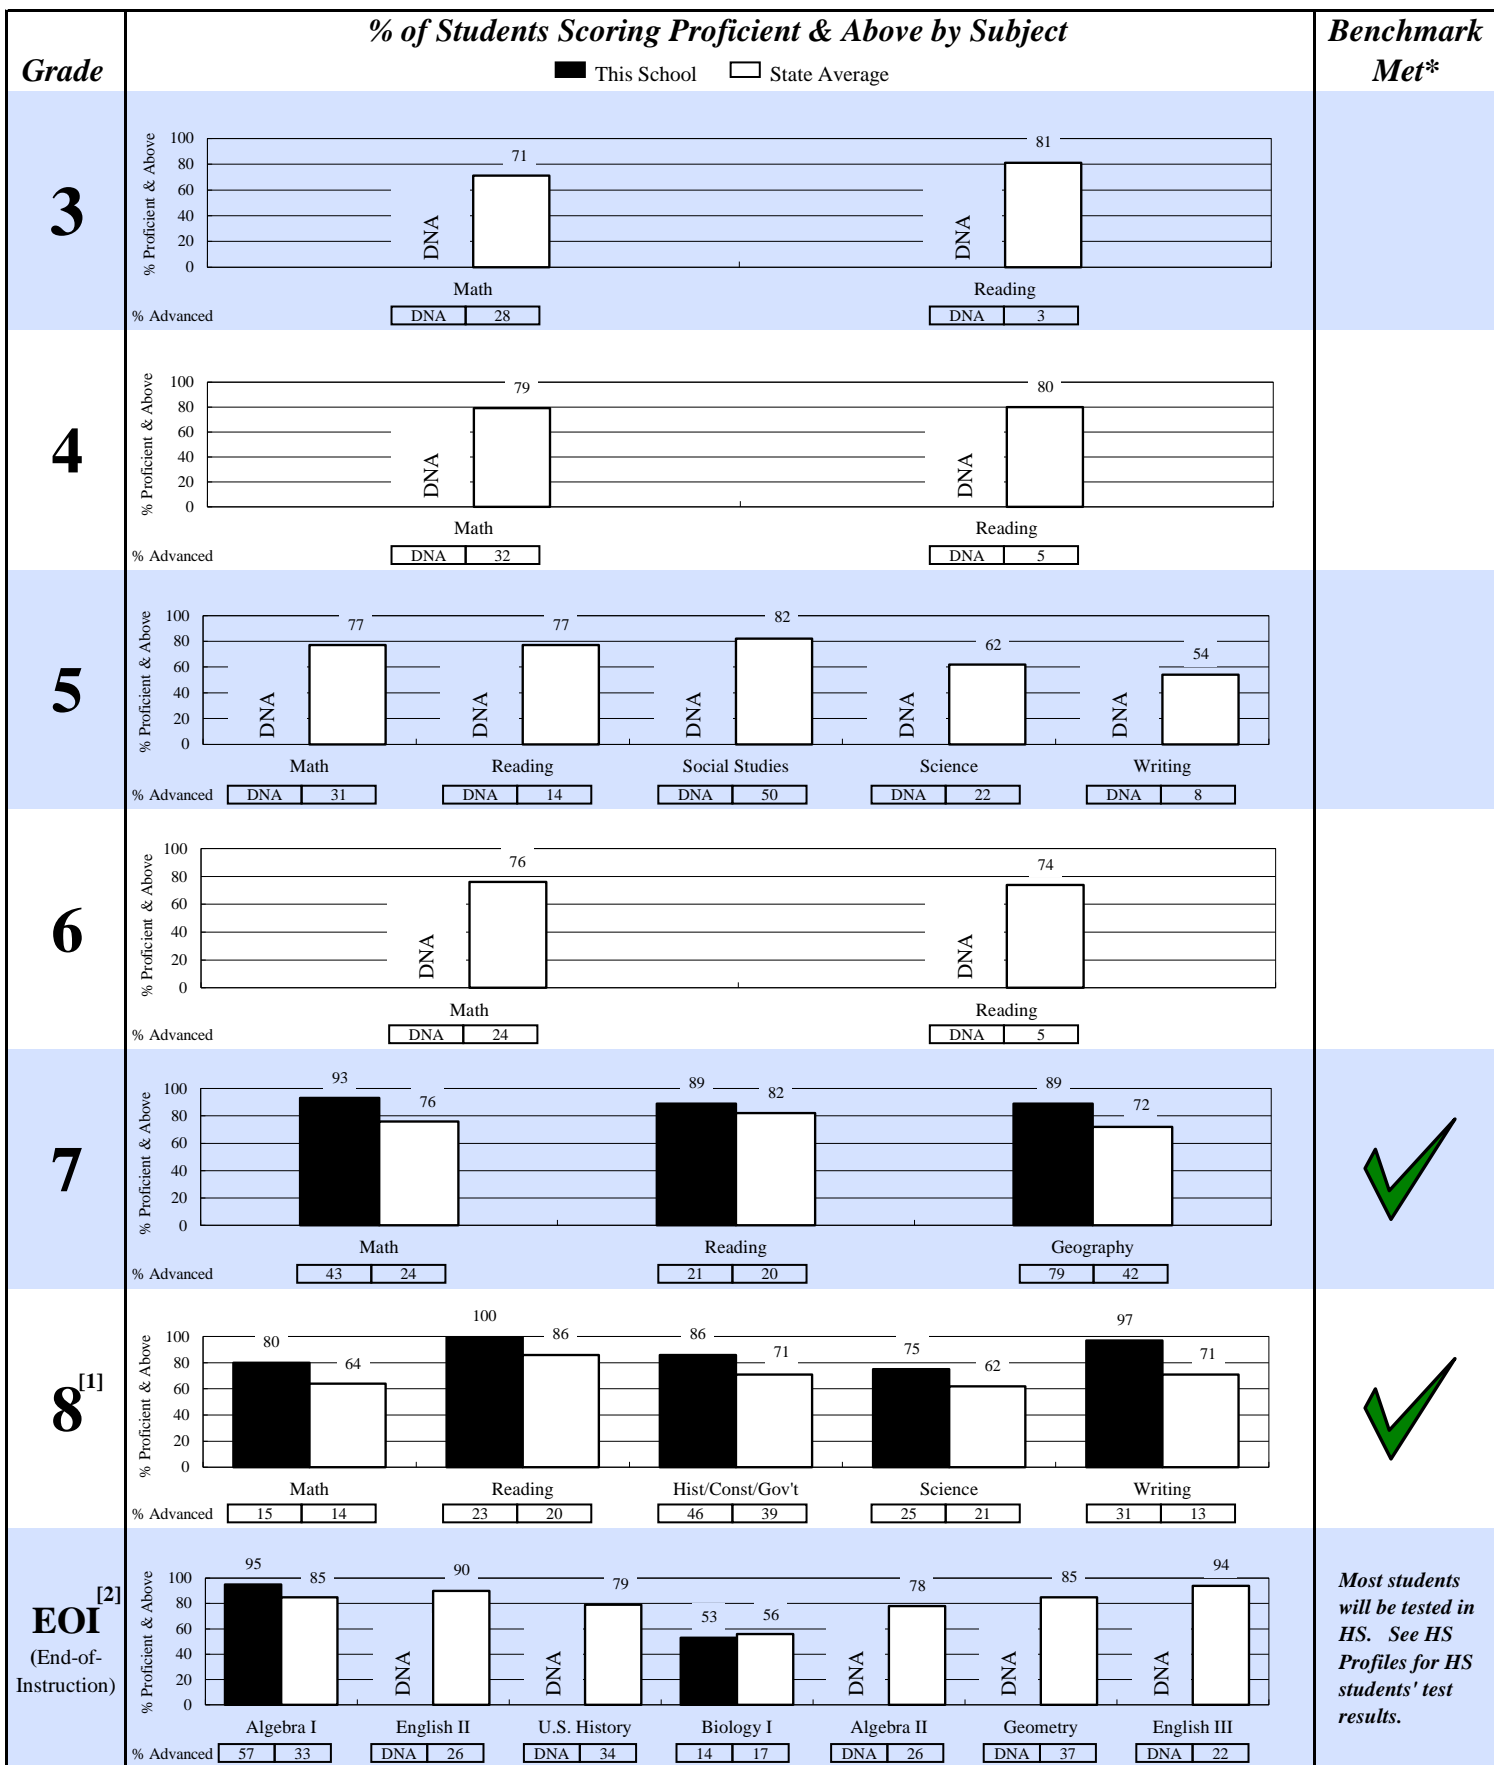 % of Students Scoring Proficient & Above by Subject
Benchmark
Met*
Grade
This School
State Average
3
% Proficient & Above
100
80
60
40
20
0
DNA
71
DNA
81
Math
Reading
% Advanced
DNA 28
DNA 3
4
% Proficient & Above
100
80
60
40
20
0
DNA
79
DNA
80
Math
Reading
% Advanced
DNA 32
DNA 5
5
% Proficient & Above
100
80
60
40
20
0
DNA
77
DNA
77
DNA
82
DNA
62
DNA
54
Math
Reading
Social Studies
Science
Writing
% Advanced
DNA 31
DNA 14
DNA 50
DNA 22
DNA 8
6
% Proficient & Above
100
80
60
40
20
0
DNA
76
DNA
74
Math
Reading
% Advanced
DNA 24
DNA 5
7
% Proficient & Above
100
80
60
40
20
0
93
76
89
82
89
72
Math
Reading
Geography
% Advanced
43 24
21 20
79 42
8[1]
% Proficient & Above
100
80
60
40
20
0
80
64
100
86
86
71
75
62
97
71
Math
Reading
Hist/Const/Gov't
Science
Writing
% Advanced
15 14
23 20
46 39
25 21
31 13
EOI[2]
(End-of-
Instruction)
% Proficient & Above
100
80
60
40
20
0
95
85
DNA
90
DNA
79
53
56
DNA
78
DNA
85
DNA
94
Algebra I
English II
U.S. History
Biology I
Algebra II
Geometry
English III
% Advanced
57 33
DNA 26
DNA 34
14 17
DNA 26
DNA 37
DNA 22
Most students
will be tested in
HS. See HS
Profiles for HS
students' test
results.